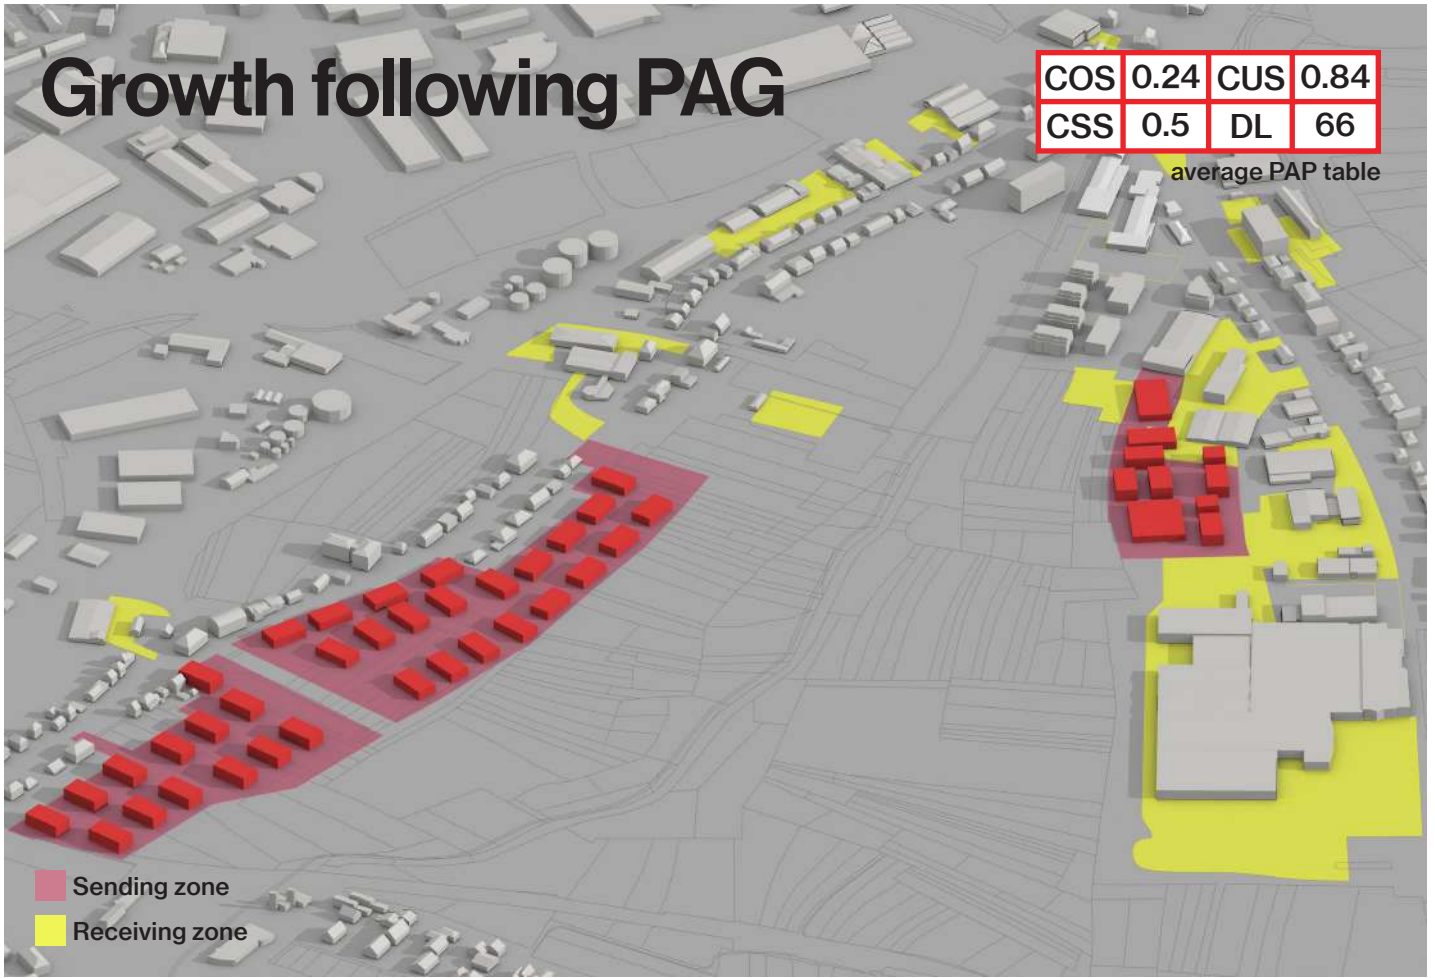 Growth following PAG
COS 0.24 CUS 0.84
CSS 0.5 DL 66
average PAP table
Sending zone
Receiving zone